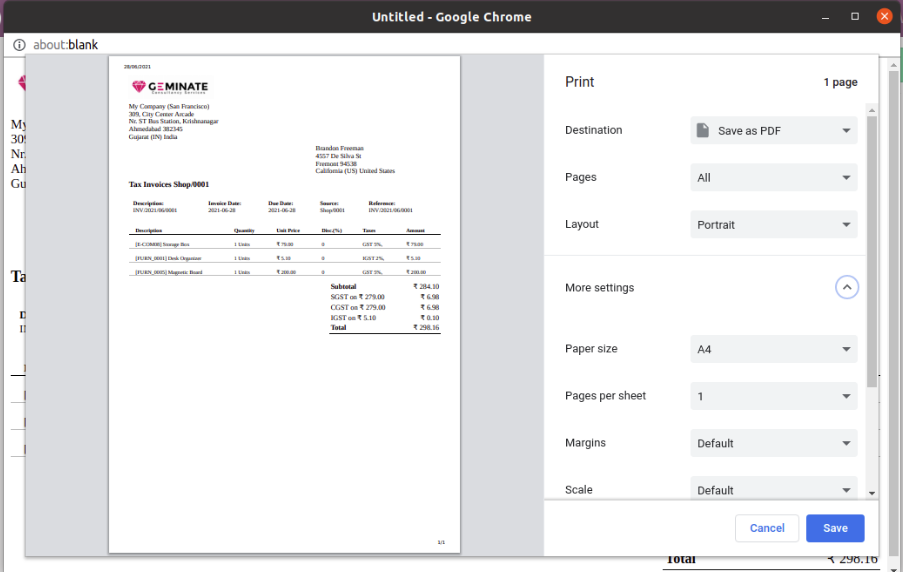 Untitled - Google Chrome
about:blank
28/06/2021
GEMINATE
Consultancy Services
My Company (San Francisco)
309, City Center Arcade
Nr. ST Bus Station, Krishnanagar
Ahmedabad 382345
Gujarat (IN) India
Brandon Freeman
4557 De Silva St
Fremont 94538
California (US) United States
Tax Invoices Shop/0001
Description: Invoice Date: Due Date: Source: Reference:
INV/2021/06/0001 2021-06-28 2021-06-28 Shop/0001 INV/2021/06/0001
Description Quantity Unit Price Disc.(%) Taxes Amount
[E-COM08] Storage Box 1 Units ₹ 79.00 0 GST 5%, ₹ 79.00
[FURN_0001] Desk Organizer 1 Units ₹ 5.10 0 IGST 2%, ₹ 5.10
[FURN_0005] Magnetic Board 1 Units ₹ 200.00 0 GST 5%, ₹ 200.00
Subtotal ₹ 284.10
SGST on ₹ 279.00 ₹ 6.98
CGST on ₹ 279.00 ₹ 6.98
IGST on ₹ 5.10 ₹ 0.10
Total ₹ 298.16
1/1
Print 1 page
Destination Save as PDF
Pages All
Layout Portrait
More settings
Paper size A4
Pages per sheet 1
Margins Default
Scale Default
Cancel Save
My
309
Nr.
Ah
Gu
Ta
Total ₹ 298.16